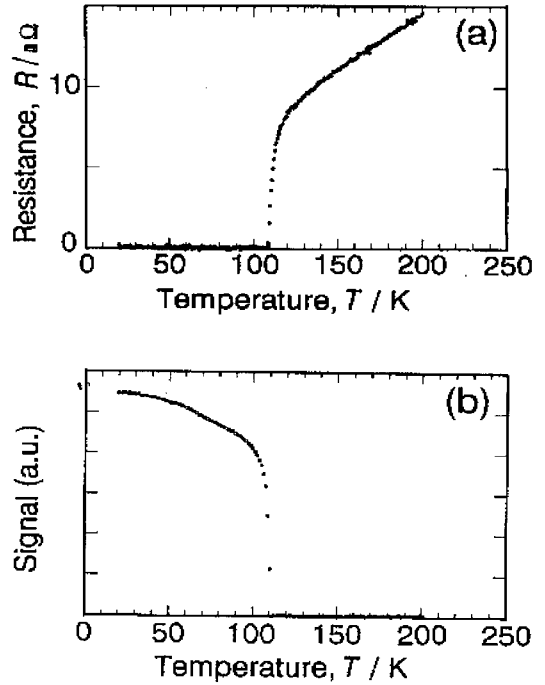 (a)
Resistance, R / mΩ
10
0
0 50 100 150 200 250
Temperature, T / K
(b)
Signal (a.u.)
0 50 100 150 200 250
Temperature, T / K